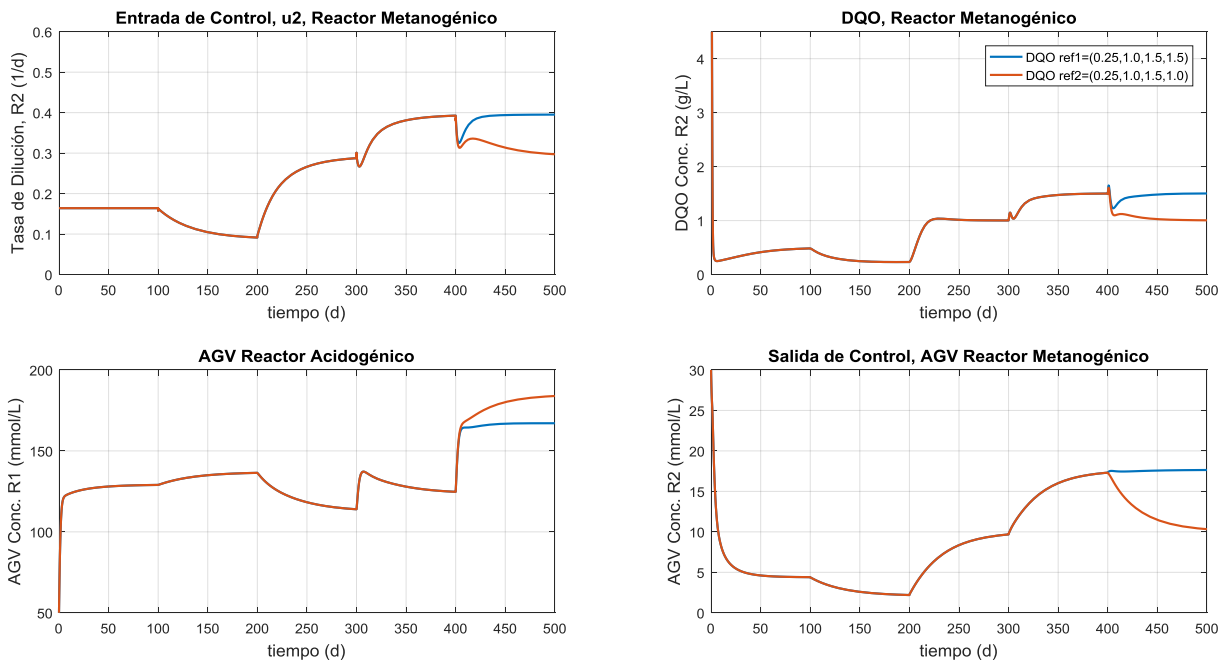 Entrada de Control, u2, Reactor Metanogénico
Tasa de Dilución, R2 (1/d)
0.6
0.5
0.4
0.3
0.2
0.1
0
0 50 100 150 200 250 300 350 400 450 500
tiempo (d)
DQO, Reactor Metanogénico
DQO Conc. R2 (g/L)
DQO ref1=(0.25,1.0,1.5,1.5)
DQO ref2=(0.25,1.0,1.5,1.0)
4
3
2
1
0
0 50 100 150 200 250 300 350 400 450 500
tiempo (d)
AGV Reactor Acidogénico
AGV Conc. R1 (mmol/L)
200
150
100
50
0 50 100 150 200 250 300 350 400 450 500
tiempo (d)
Salida de Control, AGV Reactor Metanogénico
AGV Conc. R2 (mmol/L)
30
25
20
15
10
5
0
0 50 100 150 200 250 300 350 400 450 500
tiempo (d)